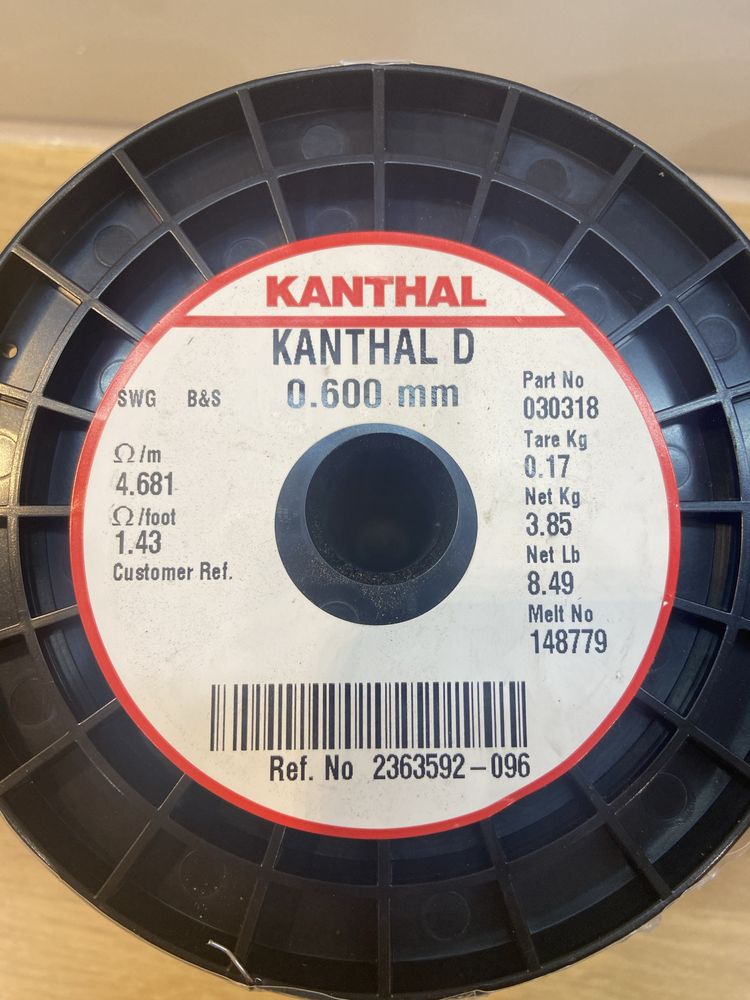 KANTHAL
KANTHAL D
0.600 mm
SWG B&S
Ω/m
4.681
Ω/foot
1.43
Customer Ref.
Part No
030318
Tare Kg
0.17
Net Kg
3.85
Net Lb
8.49
Melt No
148779
Ref. No 2363592-096